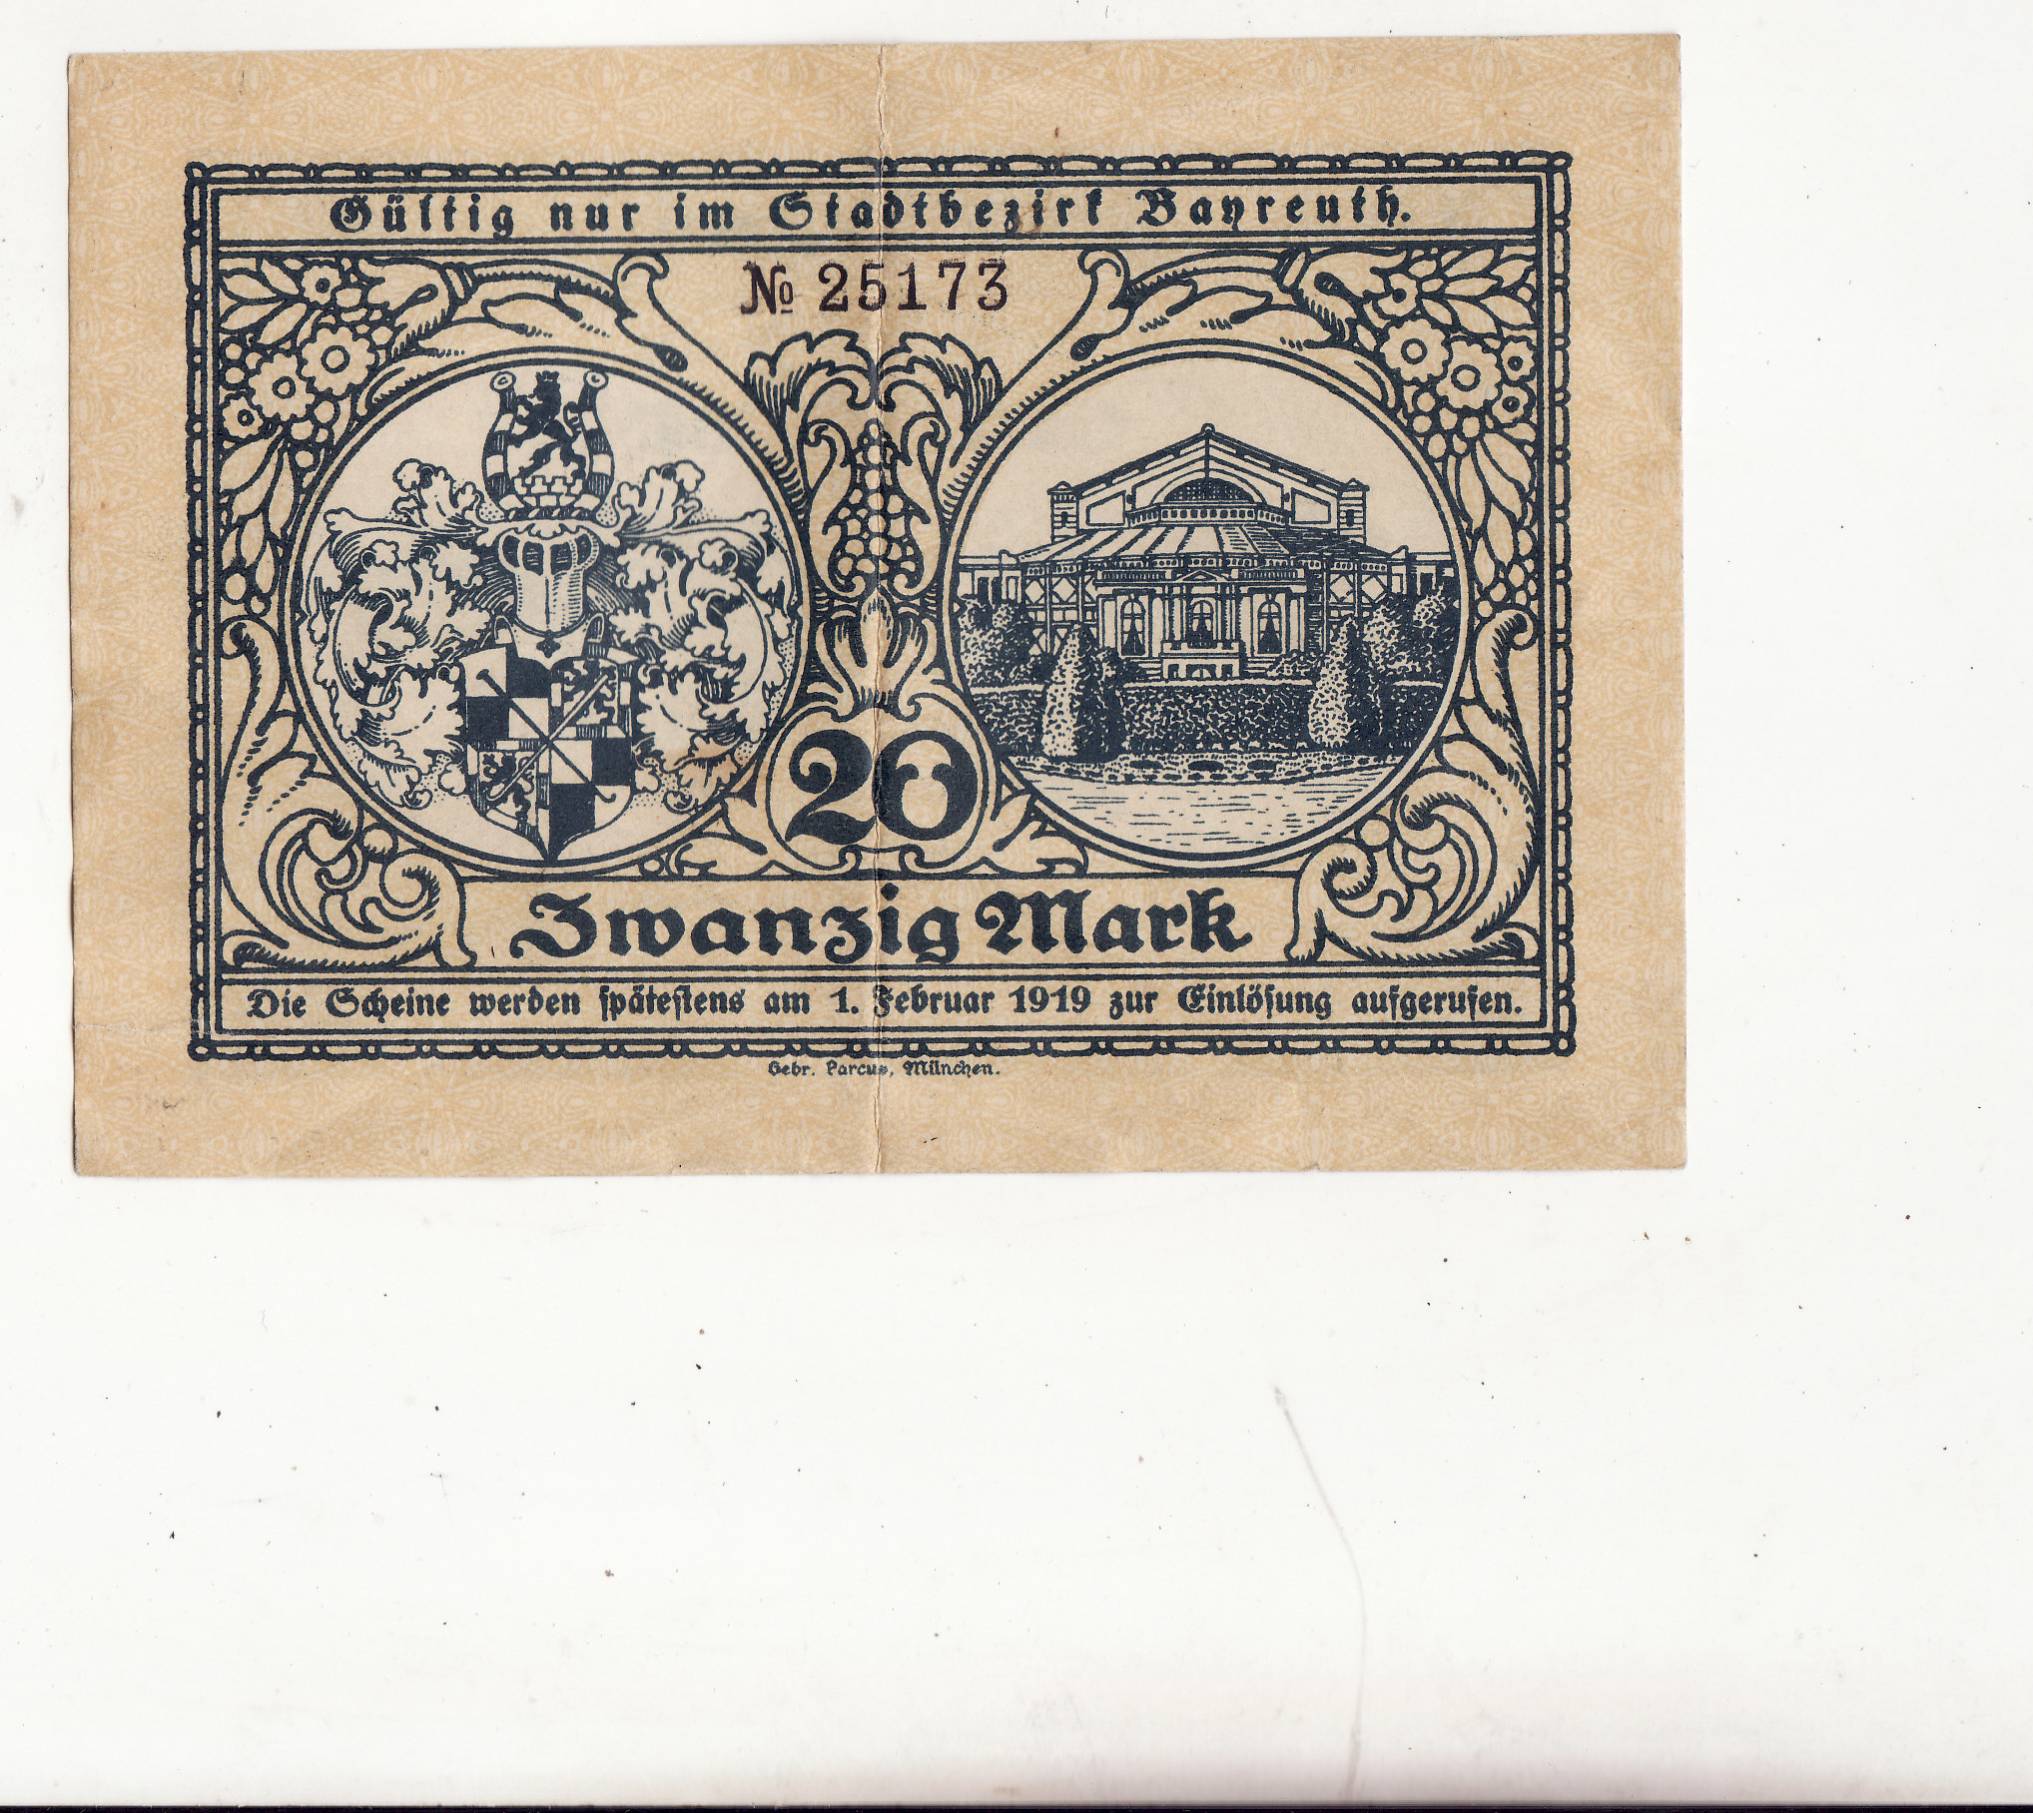 Gültig nur im Stadtbezirk Bayreuth.
№ 25173
20
Zwanzig Mark
Die Scheine werden spätestens am 1. Februar 1919 zur Einlösung aufgerufen.
Gebr. Parcus, München.